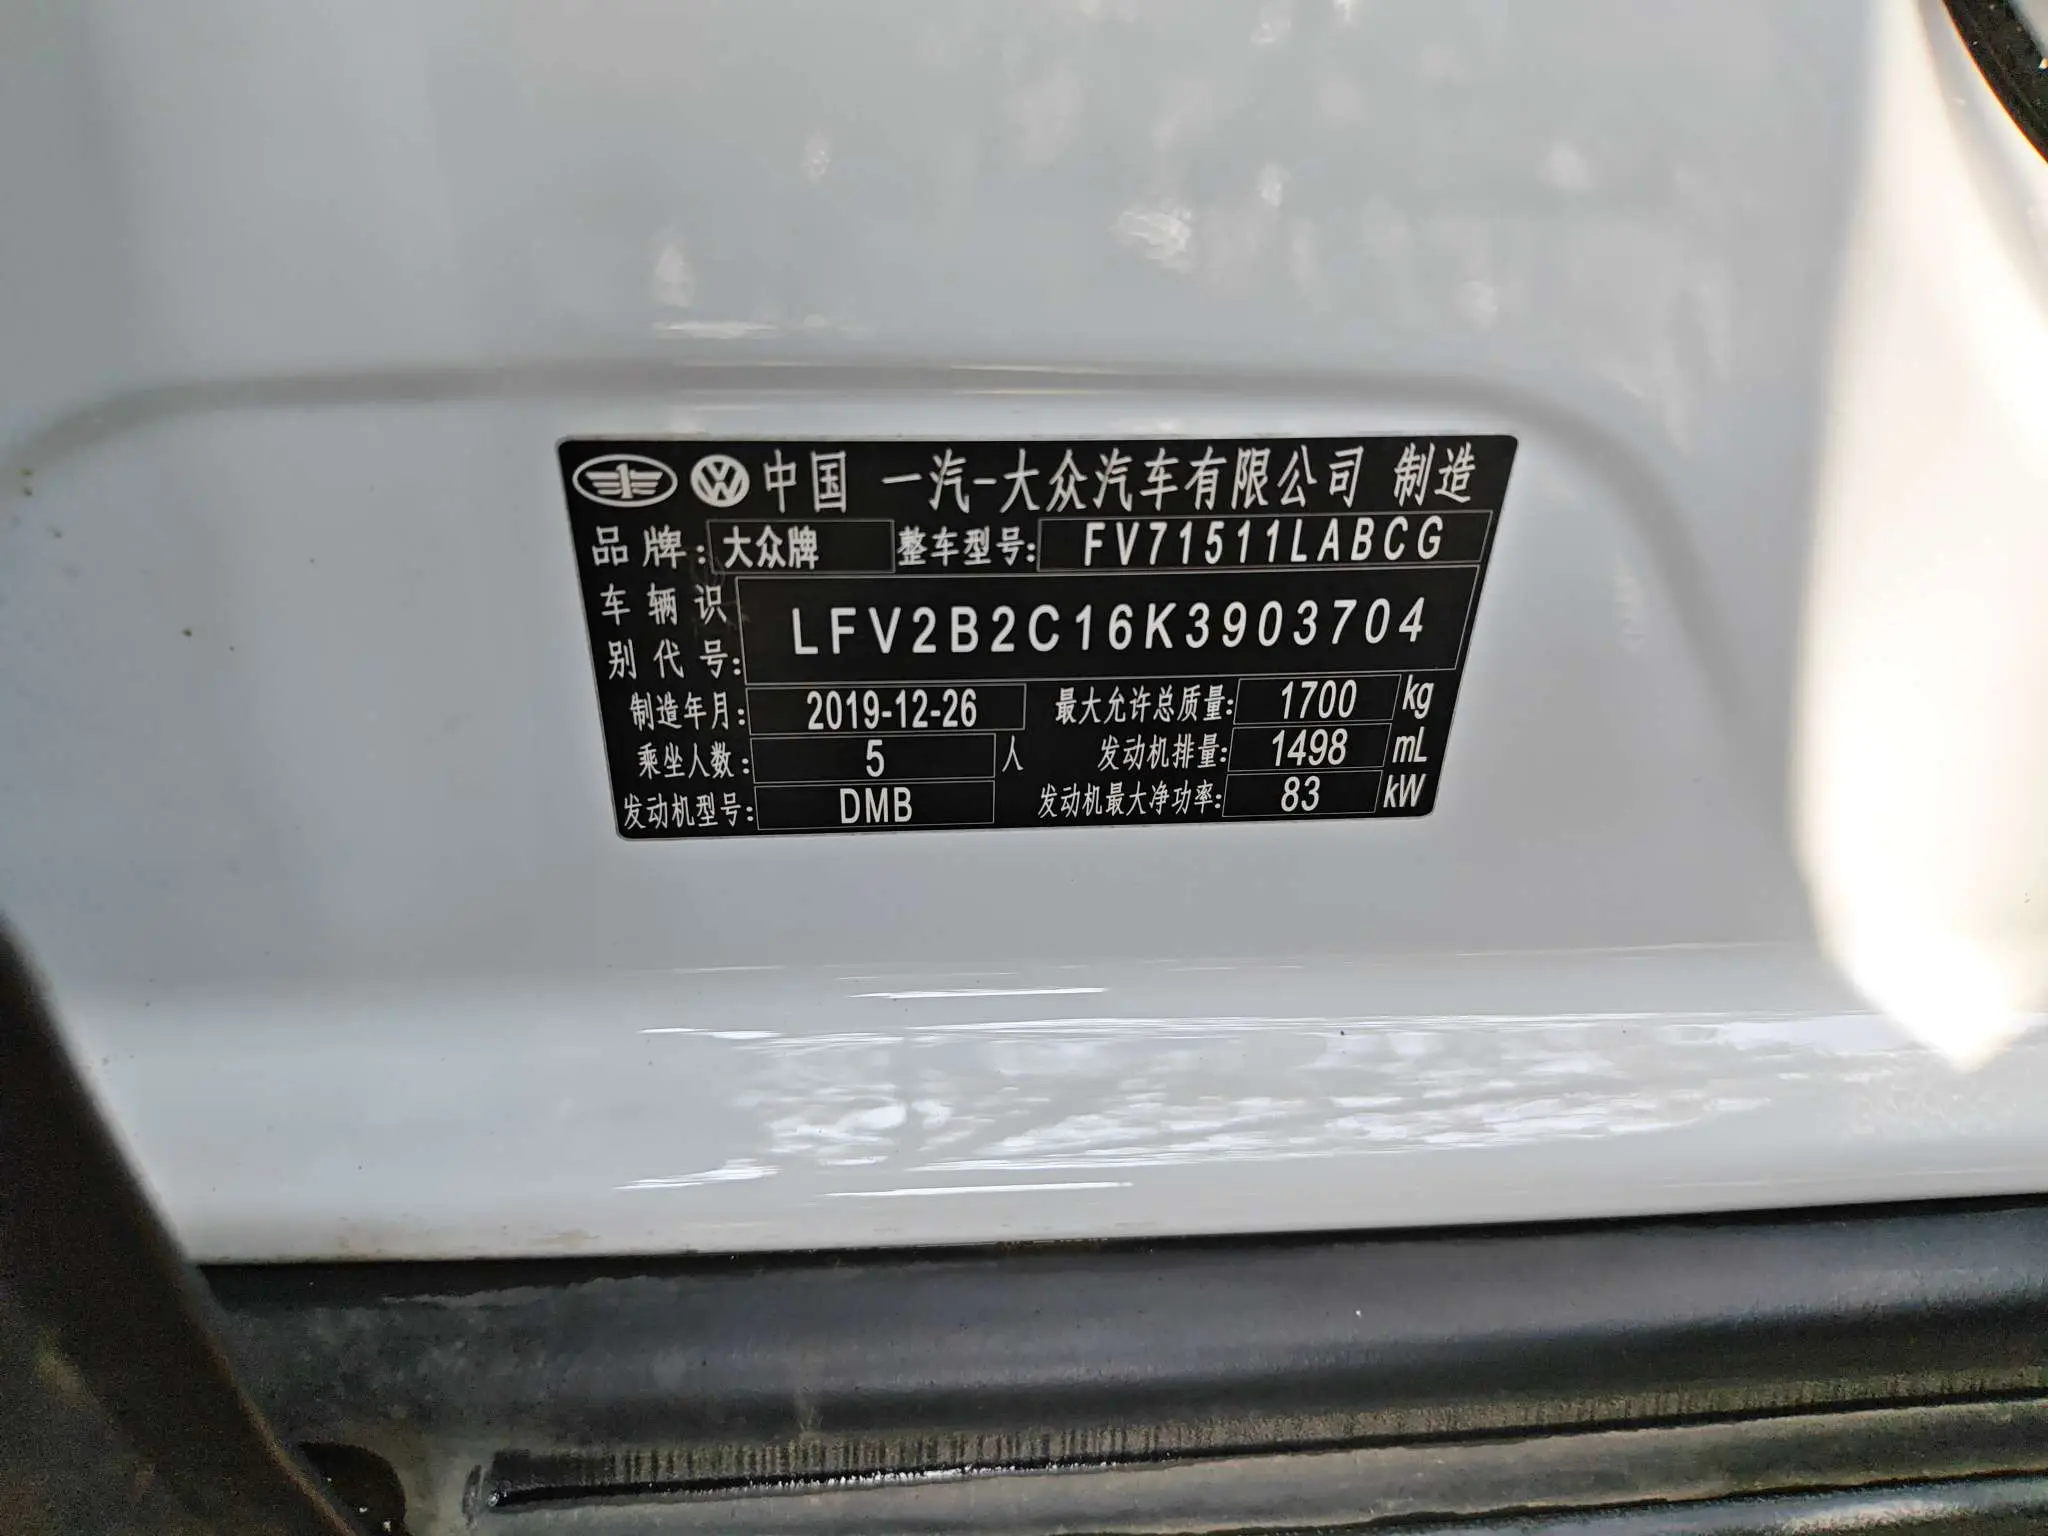 中国 一汽-大众汽车有限公司 制造
品牌: 大众牌 整车型号: FV71511LABCG
车辆识别代号: LFV2B2C16K3903704
制造年月: 2019-12-26 最大允许总质量: 1700 kg
乘坐人数: 5 人 发动机排量: 1498 mL
发动机型号: DMB 发动机最大净功率: 83 kW